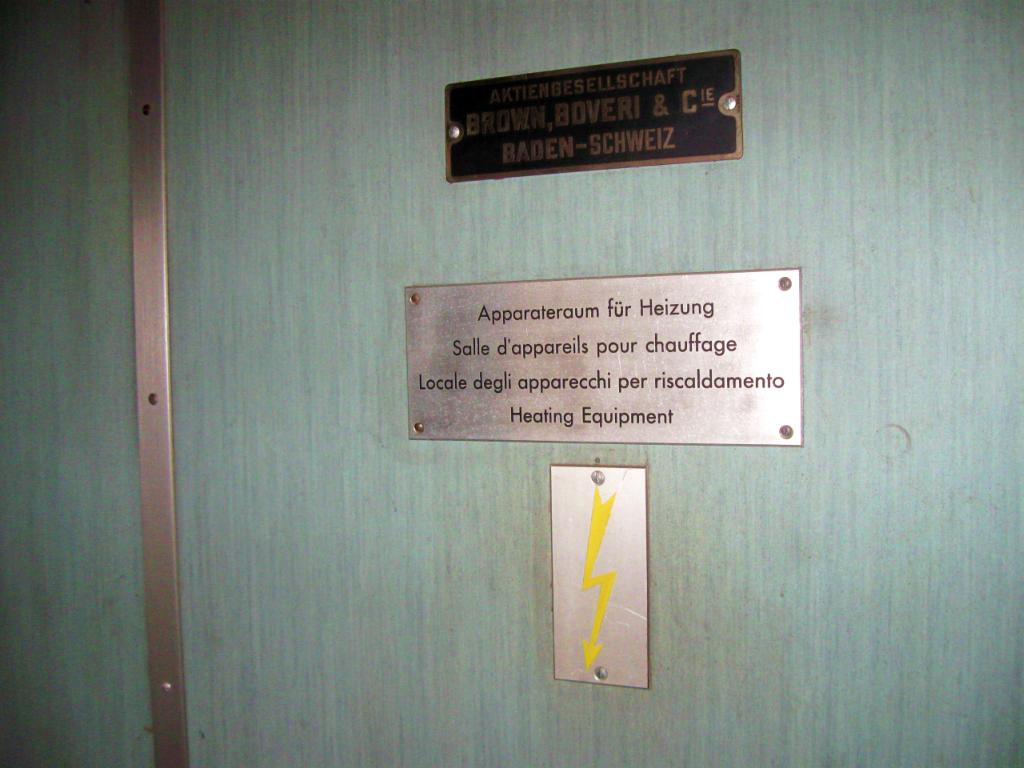 AKTIENGESELLSCHAFT
BROWN, BOVERI & CIE
BADEN-SCHWEIZ
Apparateraum für Heizung
Salle d'appareils pour chauffage
Locale degli apparecchi per riscaldamento
Heating Equipment